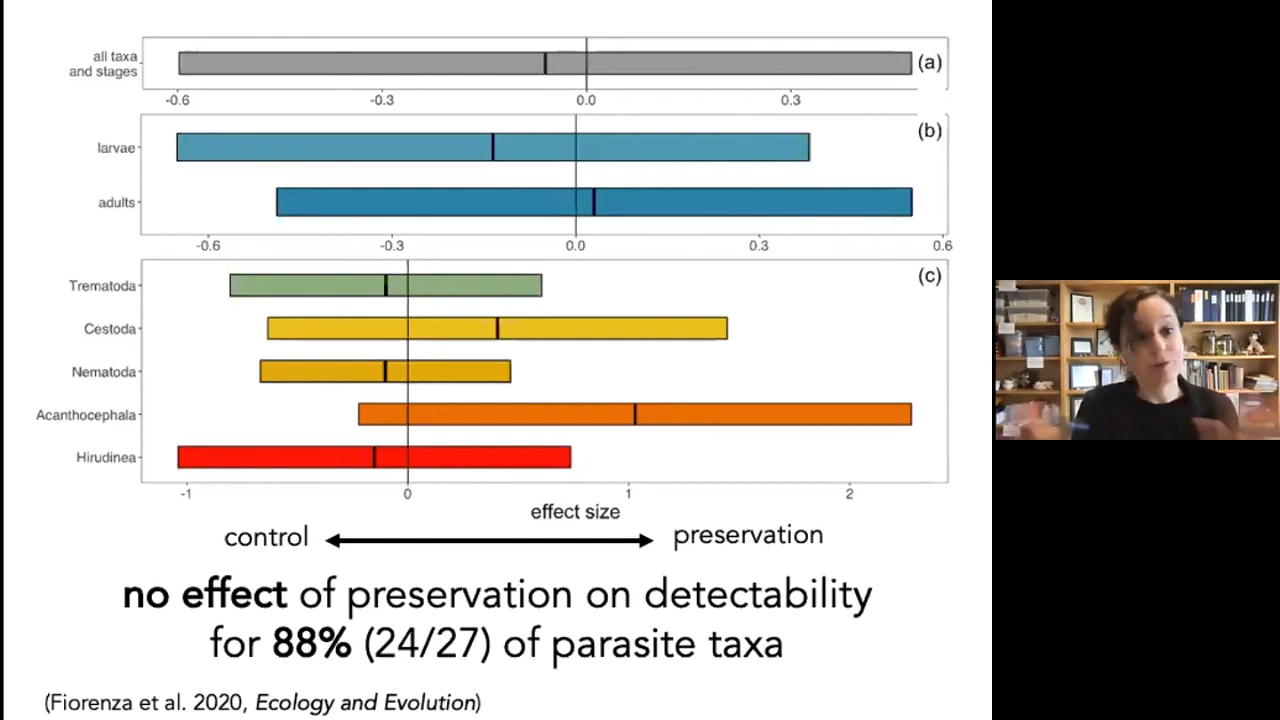 all taxa
and stages
(a)
-0.6 -0.3 0.0 0.3
(b)
larvae
adults
-0.6 -0.3 0.0 0.3 0.6
(c)
Trematoda
Cestoda
Nematoda
Acanthocephala
Hirudinea
-1 0 1 2
effect size
control preservation
no effect of preservation on detectability
for 88% (24/27) of parasite taxa
(Fiorenza et al. 2020, Ecology and Evolution)